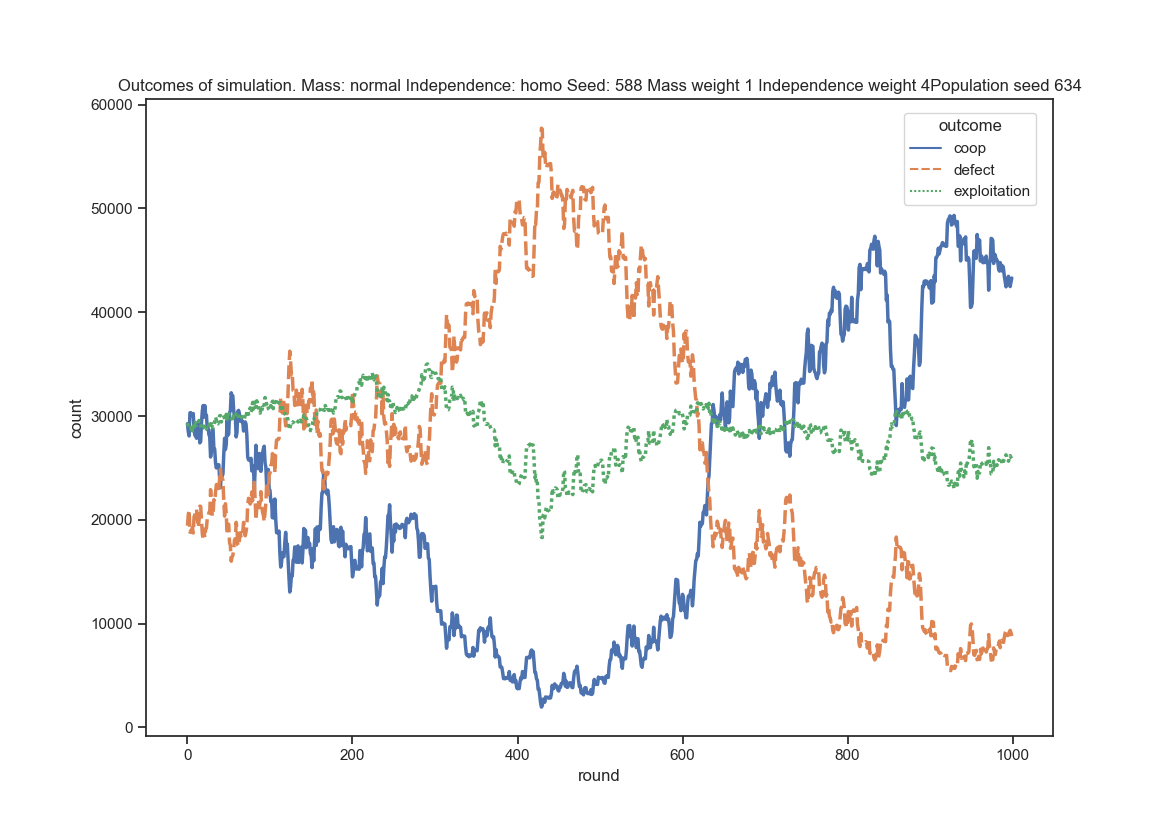 Outcomes of simulation. Mass: normal Independence: homo Seed: 588 Mass weight 1 Independence weight 4Population seed 634
60000
50000
40000
30000
20000
10000
0
count
outcome
coop
defect
exploitation
0 200 400 600 800 1000
round